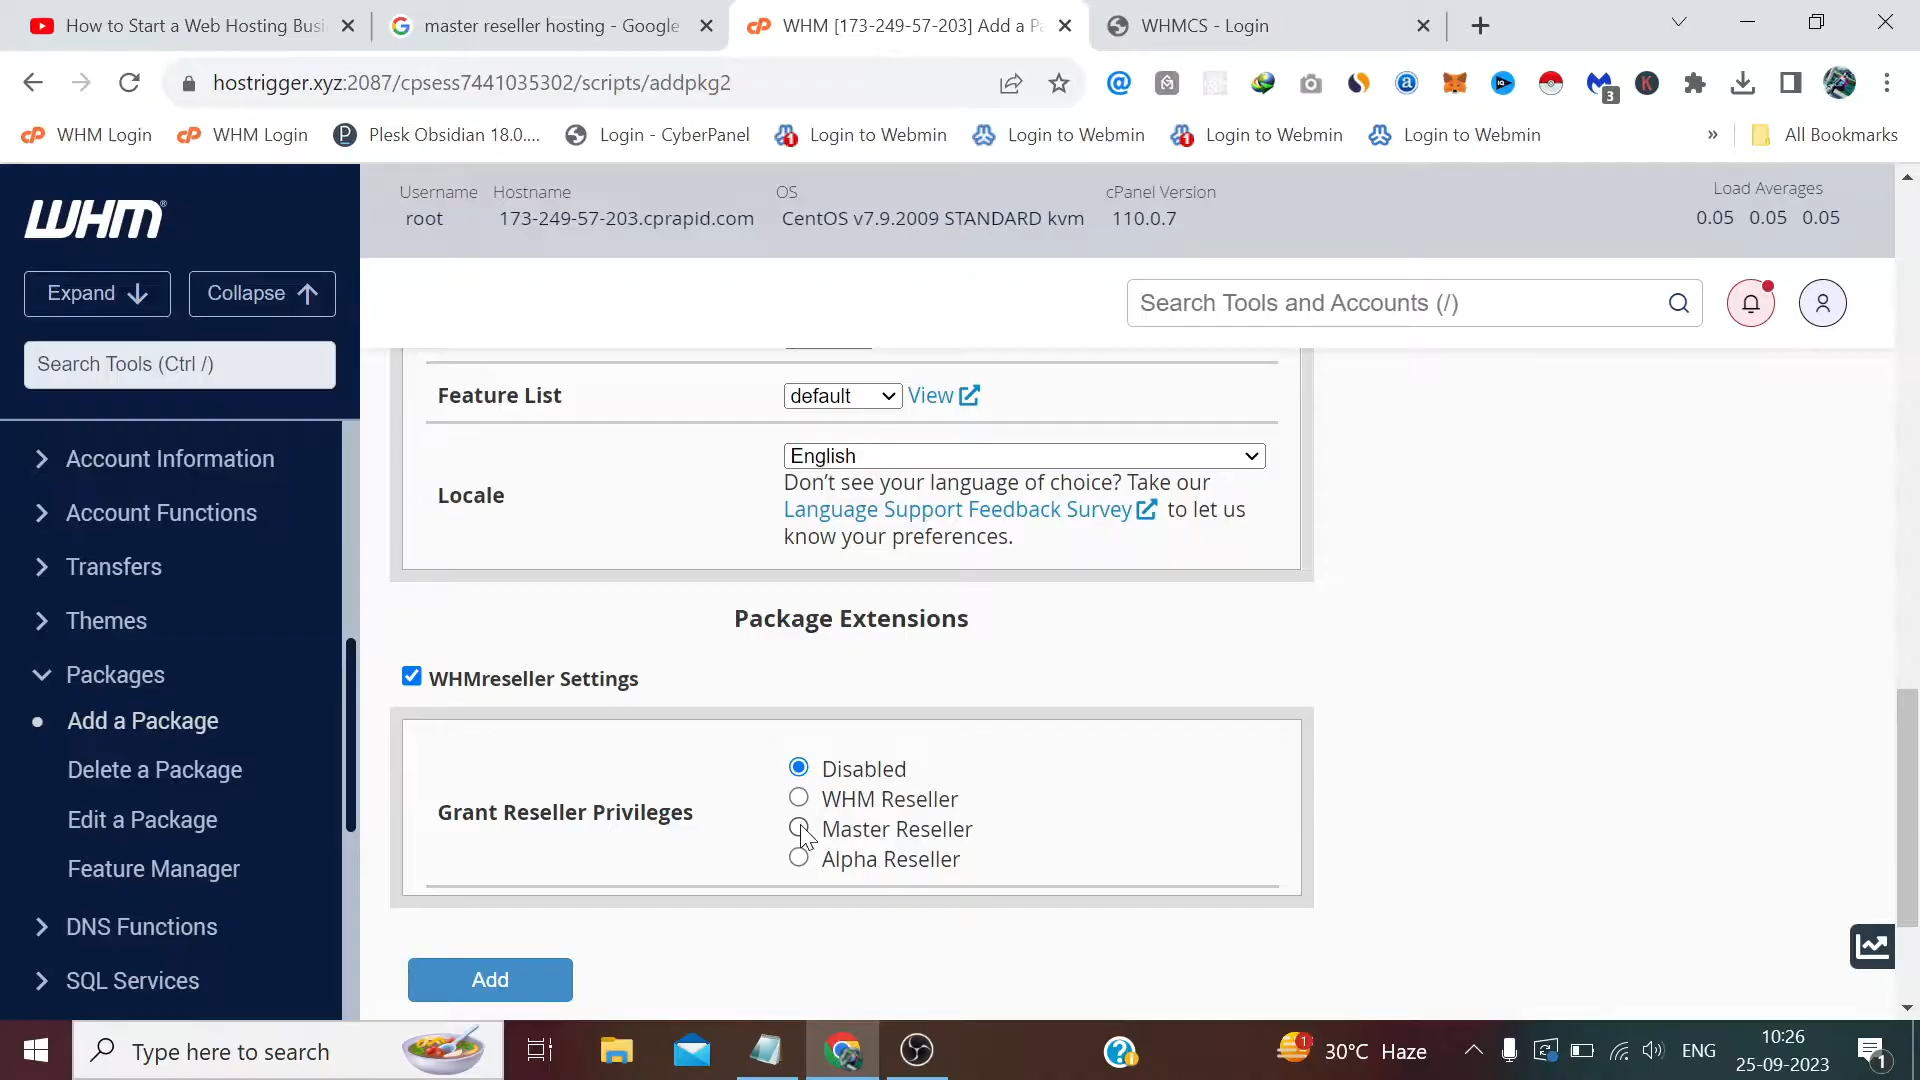 How to Start a Web Hosting Busi
master reseller hosting - Google
WHM [173-249-57-203] Add a Pa
WHMCS - Login
hostrigger.xyz:2087/cpsess7441035302/scripts/addpkg2
3
WHM Login
WHM Login
Plesk Obsidian 18.0....
Login - CyberPanel
Login to Webmin
Login to Webmin
Login to Webmin
Login to Webmin
»
All Bookmarks
WHM
Username
root
Hostname
173-249-57-203.cprapid.com
OS
CentOS v7.9.2009 STANDARD kvm
cPanel Version
110.0.7
Load Averages
0.05 0.05 0.05
Expand
Collapse
Search Tools (Ctrl /)
Search Tools and Accounts (/)
Account Information
Account Functions
Transfers
Themes
Packages
Add a Package
Delete a Package
Edit a Package
Feature Manager
DNS Functions
SQL Services
Feature List
default
View
Locale
English
Don’t see your language of choice? Take our
Language Support Feedback Survey to let us
know your preferences.
Package Extensions
WHMreseller Settings
Grant Reseller Privileges
Disabled
WHM Reseller
Master Reseller
Alpha Reseller
Add
Type here to search
1
30°C Haze
ENG
10:26
25-09-2023
1